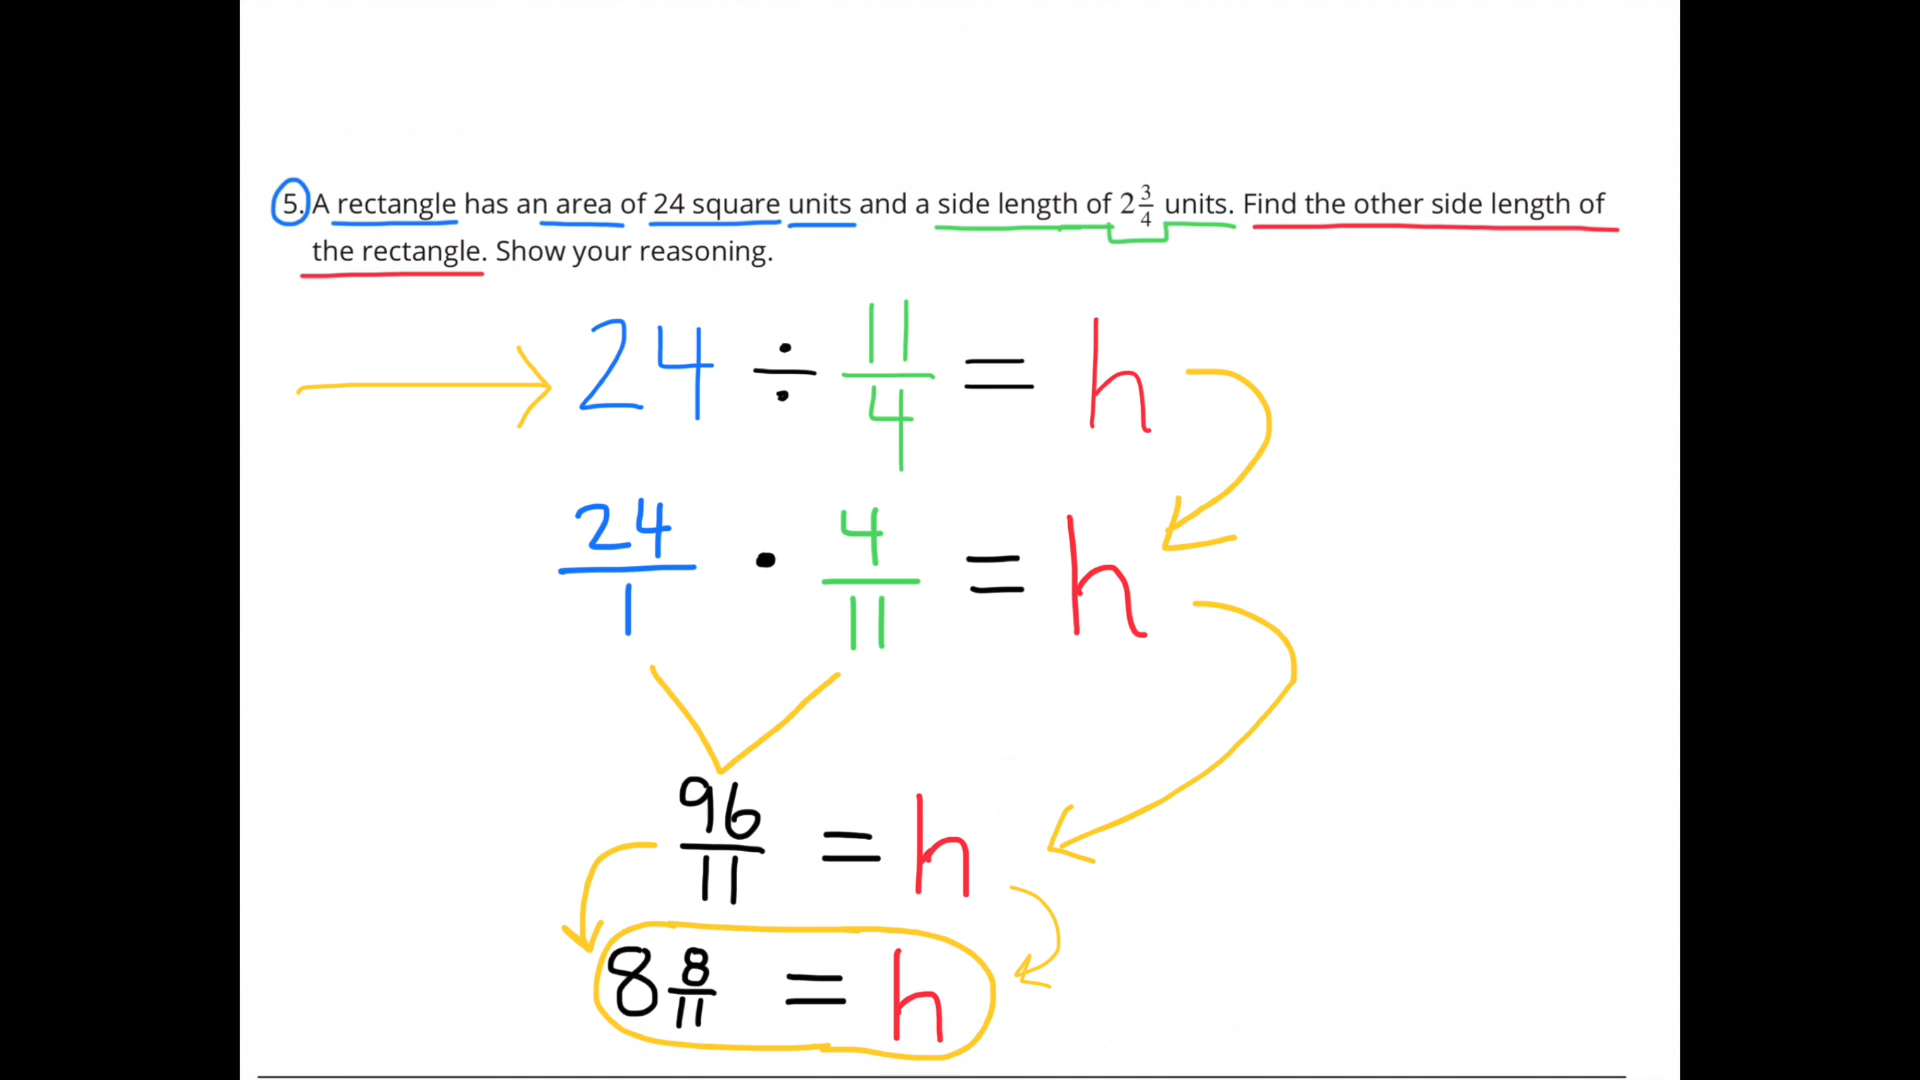 5. A rectangle has an area of 24 square units and a side length of 2 3/4 units. Find the other side length of
the rectangle. Show your reasoning.
24 ÷ 11/4 = h
24/1 • 4/11 = h
96/11 = h
8 8/11 = h